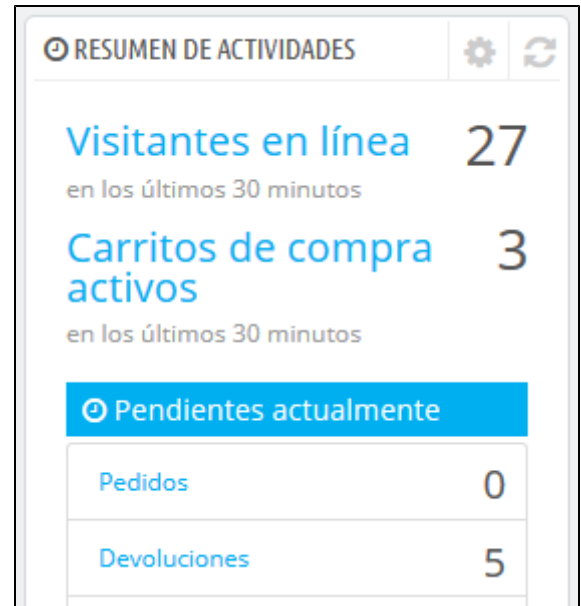 RESUMEN DE ACTIVIDADES
Visitantes en línea 27
en los últimos 30 minutos
Carritos de compra 3
activos
en los últimos 30 minutos
Pendientes actualmente
Pedidos 0
Devoluciones 5